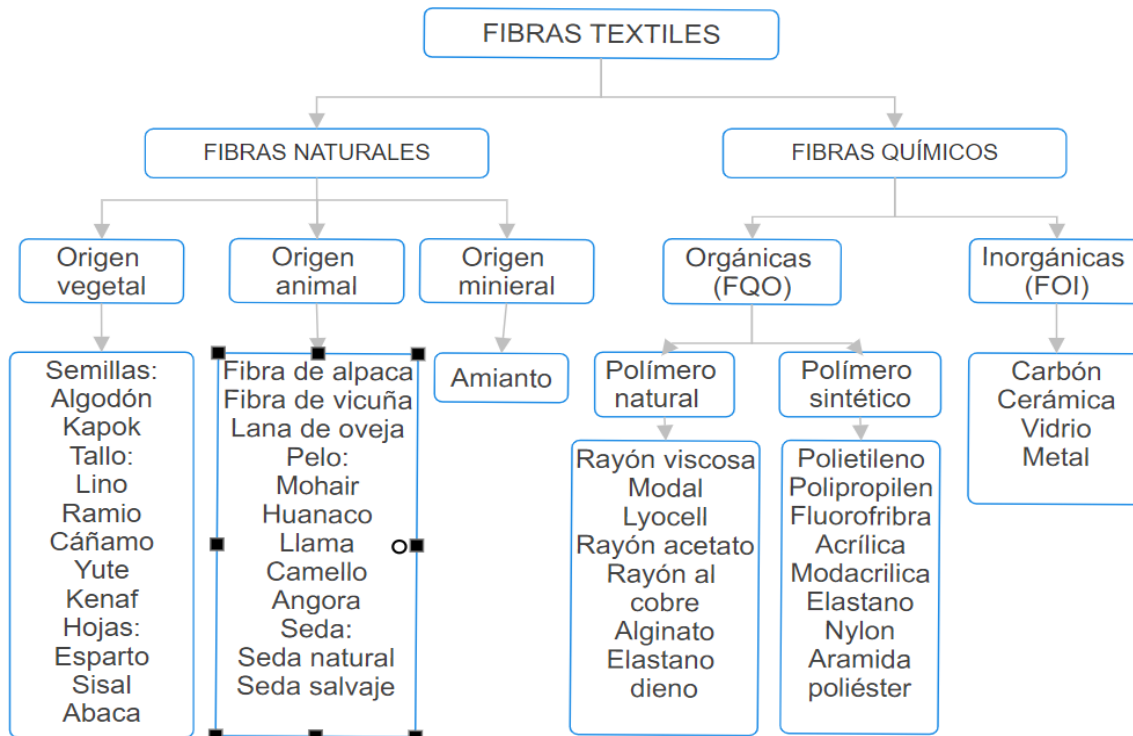 FIBRAS TEXTILES
FIBRAS NATURALES
FIBRAS QUÍMICOS
Origen
vegetal
Origen
animal
Origen
minieral
Orgánicas
(FQO)
Inorgánicas
(FOI)
Semillas:
Algodón
Kapok
Tallo:
Lino
Ramio
Cáñamo
Yute
Kenaf
Hojas:
Esparto
Sisal
Abaca
Fibra de alpaca
Fibra de vicuña
Lana de oveja
Pelo:
Mohair
Huanaco
Llama
Camello
Angora
Seda:
Seda natural
Seda salvaje
Amianto
Polímero
natural
Polímero
sintético
Rayón viscosa
Modal
Lyocell
Rayón acetato
Rayón al
cobre
Alginato
Elastano
dieno
Polietileno
Polipropilen
Fluorofribra
Acrílica
Modacrilica
Elastano
Nylon
Aramida
poliéster
Carbón
Cerámica
Vidrio
Metal